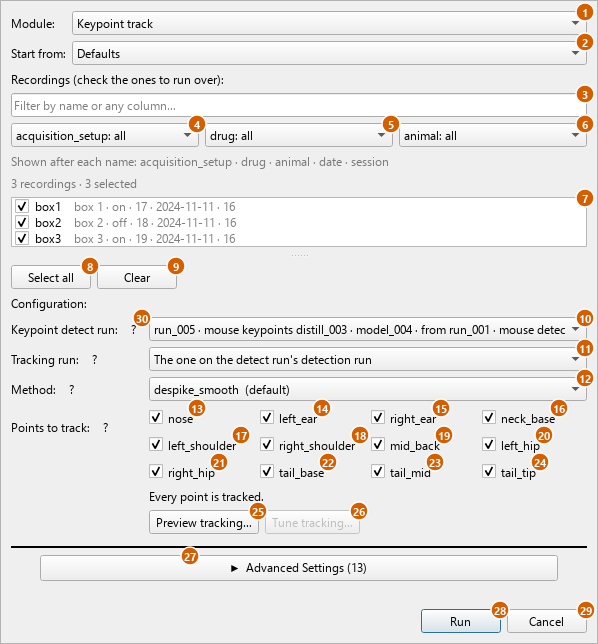 Module: Keypoint track 1
Start from: Defaults 2
Recordings (check the ones to run over):
Filter by name or any column... 3
acquisition_setup: all 4 drug: all 5 animal: all 6
Shown after each name: acquisition_setup · drug · animal · date · session
3 recordings · 3 selected
box1 box 1 · on · 17 · 2024-11-11 · 16 7
box2 box 2 · off · 18 · 2024-11-11 · 16
box3 box 3 · on · 19 · 2024-11-11 · 16
Select all 8 Clear 9
Configuration:
Keypoint detect run: ? 30 run_005 · mouse keypoints distill_003 · model_004 · from run_001 · mouse detec 10
Tracking run: ? The one on the detect run's detection run 11
Method: ? despike_smooth (default) 12
Points to track: ? nose 13 left_ear 14 right_ear 15 neck_base 16
left_shoulder 17 right_shoulder 18 mid_back 19 left_hip 20
right_hip 21 tail_base 22 tail_mid 23 tail_tip 24
Every point is tracked.
Preview tracking... 25 Tune tracking... 26
27
► Advanced Settings (13)
Run 28 Cancel 29